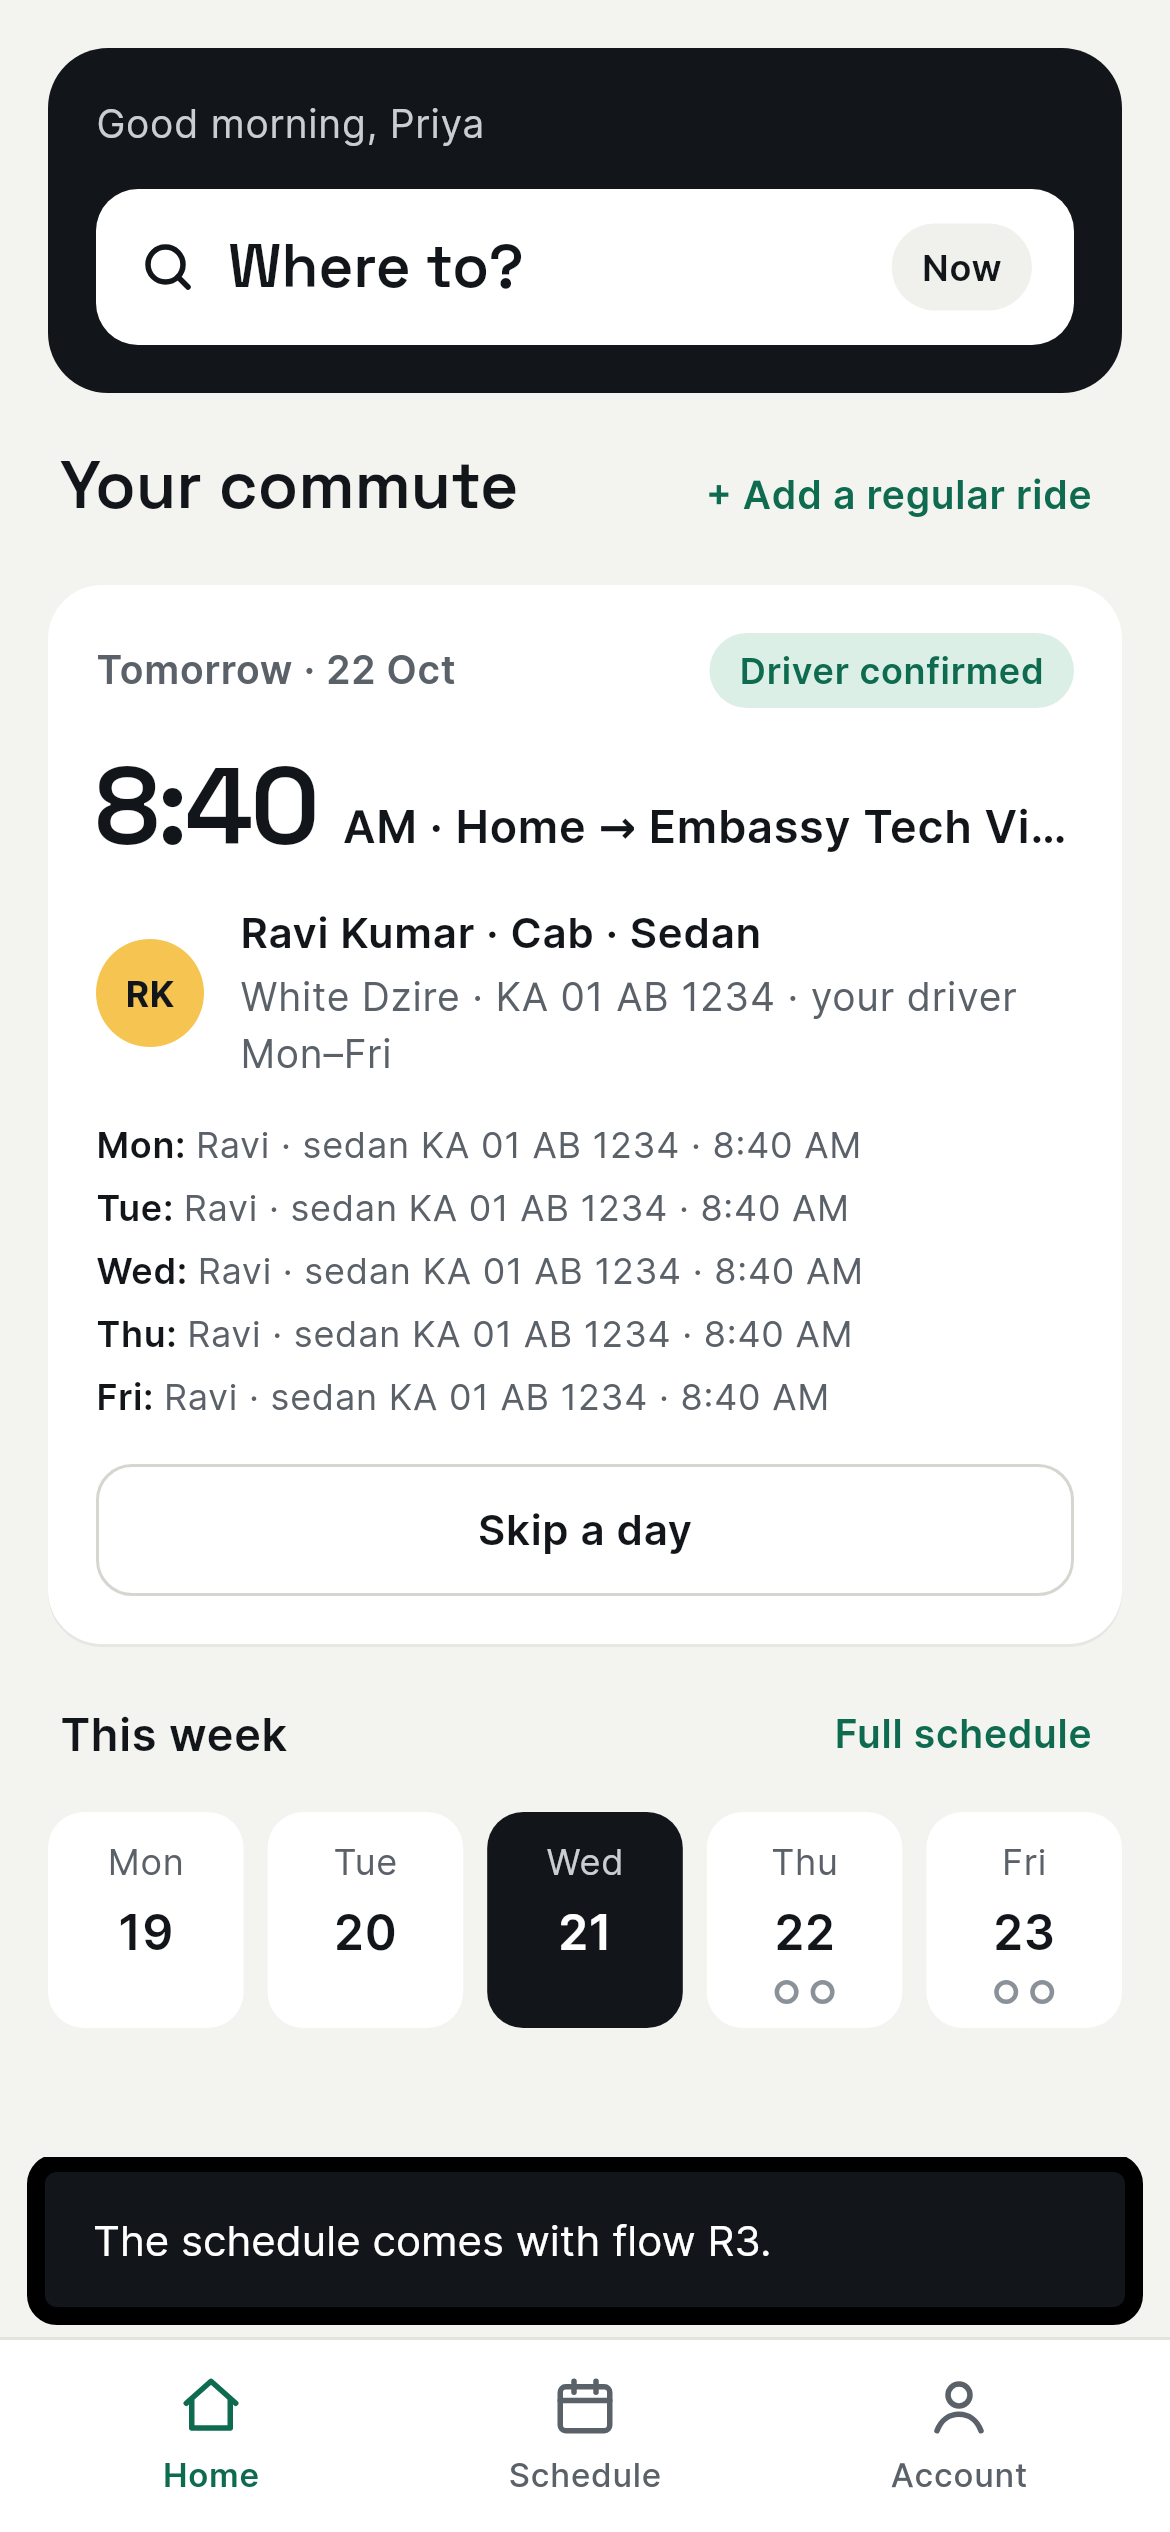 Good morning, Priya
Where to?
Now
Your commute
+ Add a regular ride
Tomorrow · 22 Oct
Driver confirmed
8:40 AM · Home → Embassy Tech Vi...
RK
Ravi Kumar · Cab · Sedan
White Dzire · KA 01 AB 1234 · your driver
Mon–Fri
Mon: Ravi · sedan KA 01 AB 1234 · 8:40 AM
Tue: Ravi · sedan KA 01 AB 1234 · 8:40 AM
Wed: Ravi · sedan KA 01 AB 1234 · 8:40 AM
Thu: Ravi · sedan KA 01 AB 1234 · 8:40 AM
Fri: Ravi · sedan KA 01 AB 1234 · 8:40 AM
Skip a day
This week
Full schedule
Mon Tue Wed Thu Fri
19 20 21 22 23
The schedule comes with flow R3.
Home Schedule Account